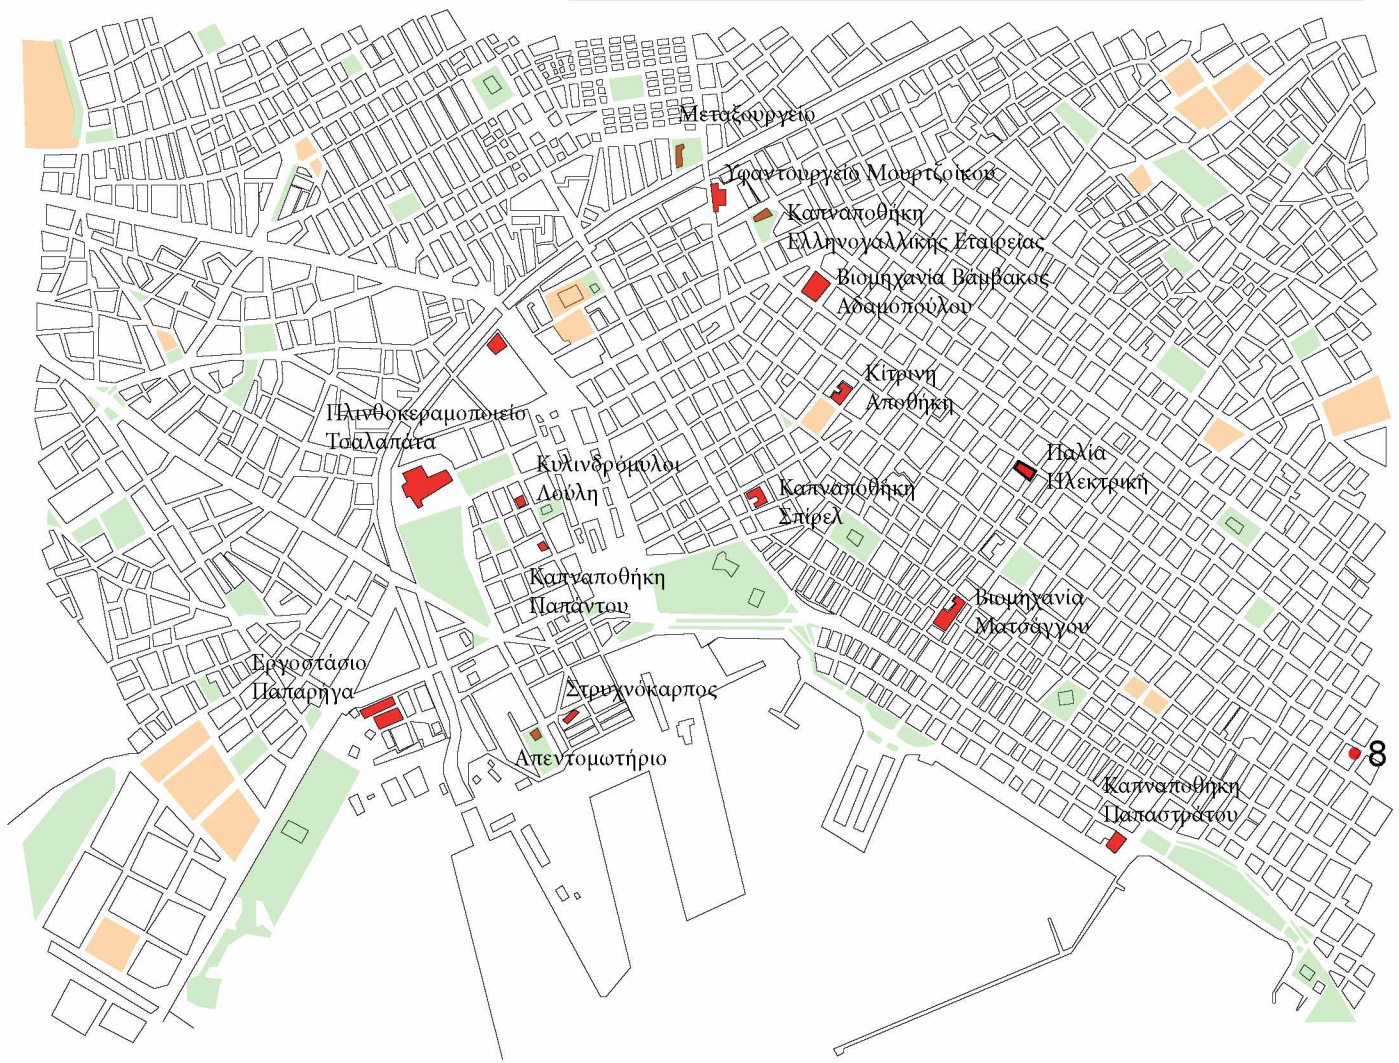 Μεταξουργείο
Υφαντουργείο Μουρτζούκου
Καπναποθήκη
Ελληνογαλλικής Εταιρείας
Βιομηχανία Βάμβακος
Αδαμοπούλου
Κίτρινη
Αποθήκη
Πλινθοκεραμοποιείο
Τσαλαπάτα
Κυλινδρόμυλοι
Λούλη
Παλία
Ηλεκτρική
Καπναποθήκη
Σπίρελ
Καπναποθήκη
Παπάντου
Βιομηχανία
Ματσάγγου
Εργοστάσιο
Παπαρήγα
Στρυχνόκαρπος
Απεντομωτήριο
8
Καπναποθήκη
Παπαστράτου